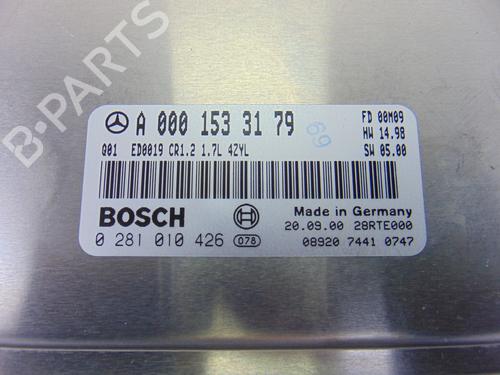 A 000 153 31 79
69
FD 00M09
HW 14.98
Q01 ED0019 CR1.2 1.7L 4ZYL
SW 05.00
BOSCH
Made in Germany
0 281 010 426 078
20.09.00 28RTE000
08920 7441 0747
B-PARTS